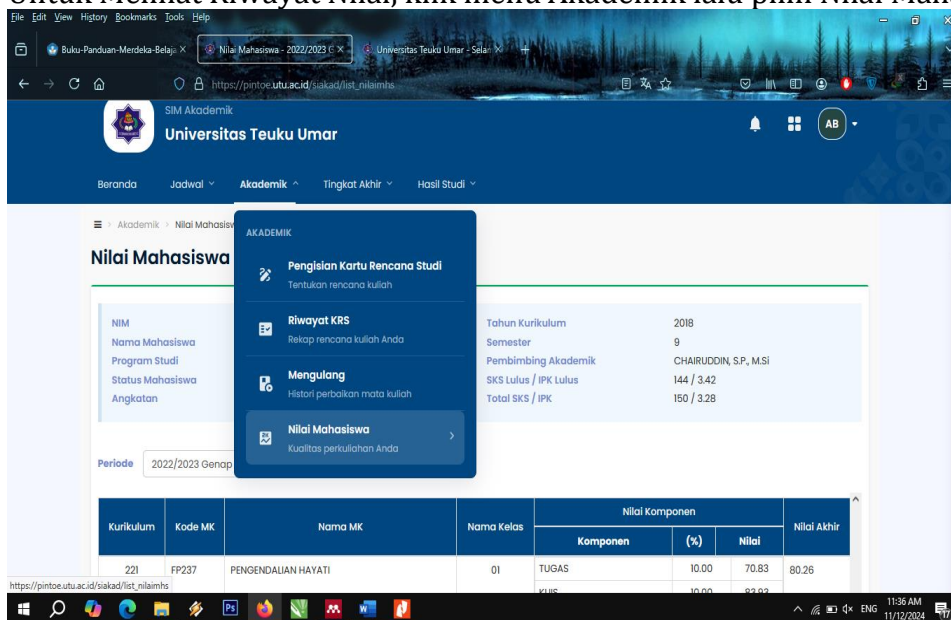 Untuk Melihat Riwayat Nilai, klik menu Akademik lalu pilih Nilai
File Edit View History Bookmarks Tools Help
Buku-Panduan-Merdeka-Belaja
Nilai Mahasiswa - 2022/2023 G
Universitas Teuku Umar - Selam
https://pintoe.utu.ac.id/siakad/list_nilaimhs
SIM Akademik
Universitas Teuku Umar
AB
Beranda Jadwal Akademik Tingkat Akhir Hasil Studi
Akademik > Nilai Mahasisw
Nilai Mahasiswa
AKADEMIK
Pengisian Kartu Rencana Studi
Tentukan rencana kuliah
Riwayat KRS
Rekap rencana kuliah Anda
Mengulang
Histori perbaikan mata kuliah
Nilai Mahasiswa
Kualitas perkuliahan Anda
NIM
Nama Mahasiswa
Program Studi
Status Mahasiswa
Angkatan
Tahun Kurikulum 2018
Semester 9
Pembimbing Akademik CHAIRUDDIN, S.P., M.Si
SKS Lulus / IPK Lulus 144 / 3.42
Total SKS / IPK 150 / 3.28
Periode 2022/2023 Genap
Kurikulum Kode MK Nama MK Nama Kelas Nilai Komponen Nilai Akhir
Komponen (%) Nilai
221 FP237 PENGENDALIAN HAYATI 01 TUGAS 10.00 70.83 80.26
KUIS 10.00 83.93
https://pintoe.utu.ac.id/siakad/list_nilaimhs
ENG
11:36 AM
11/12/2024